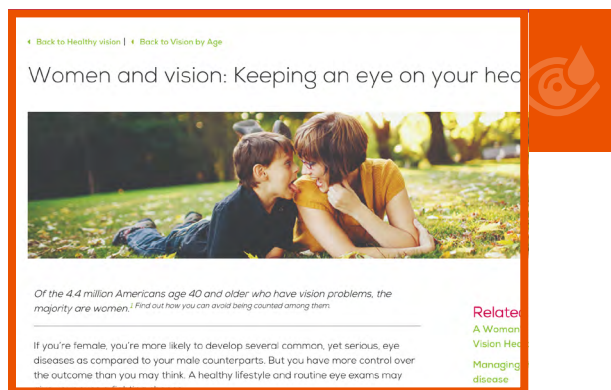 Back to Healthy vision | Back to Vision by Age
Women and vision: Keeping an eye on your hea
Of the 4.4 million Americans age 40 and older who have vision problems, the
majority are women.¹ Find out how you can avoid being counted among them.
Related
A Woman
Vision Hea
If you're female, you're more likely to develop several common, yet serious, eye
diseases as compared to your male counterparts. But you have more control over
the outcome than you may think. A healthy lifestyle and routine eye exams may
Managing
disease